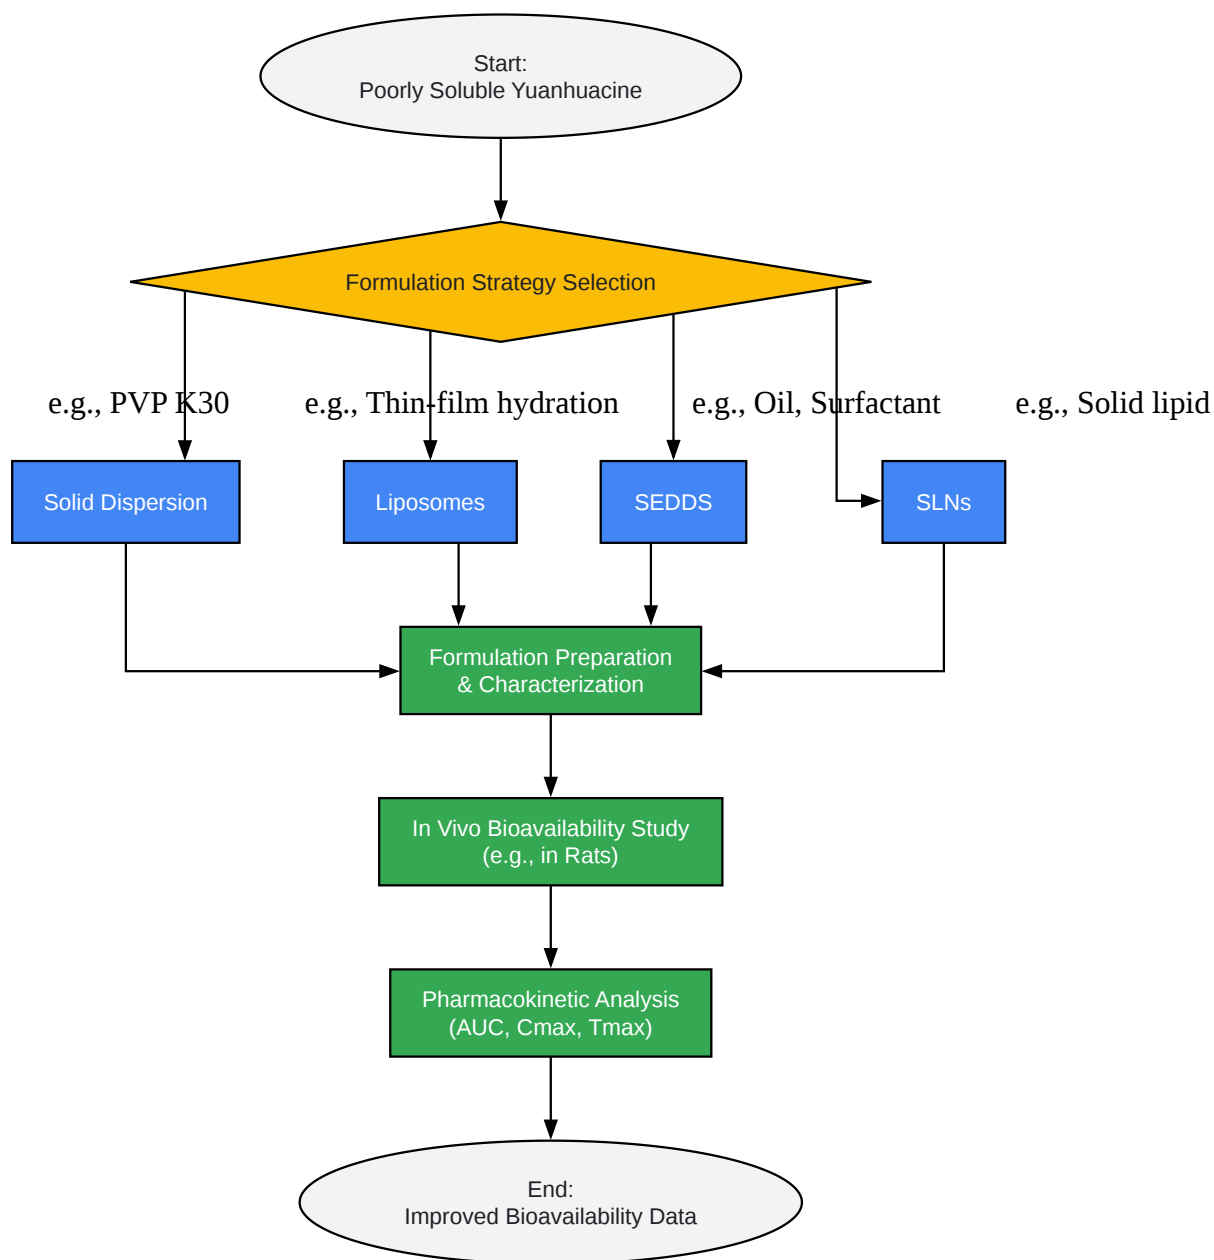 Start:
Poorly Soluble Yuanhuacine
Formulation Strategy Selection
e.g., PVP K30
e.g., Thin-film hydration
e.g., Oil, Surfactant
e.g., Solid lipid
Solid Dispersion
Liposomes
SEDDS
SLNs
Formulation Preparation
& Characterization
In Vivo Bioavailability Study
(e.g., in Rats)
Pharmacokinetic Analysis
(AUC, Cmax, Tmax)
End:
Improved Bioavailability Data